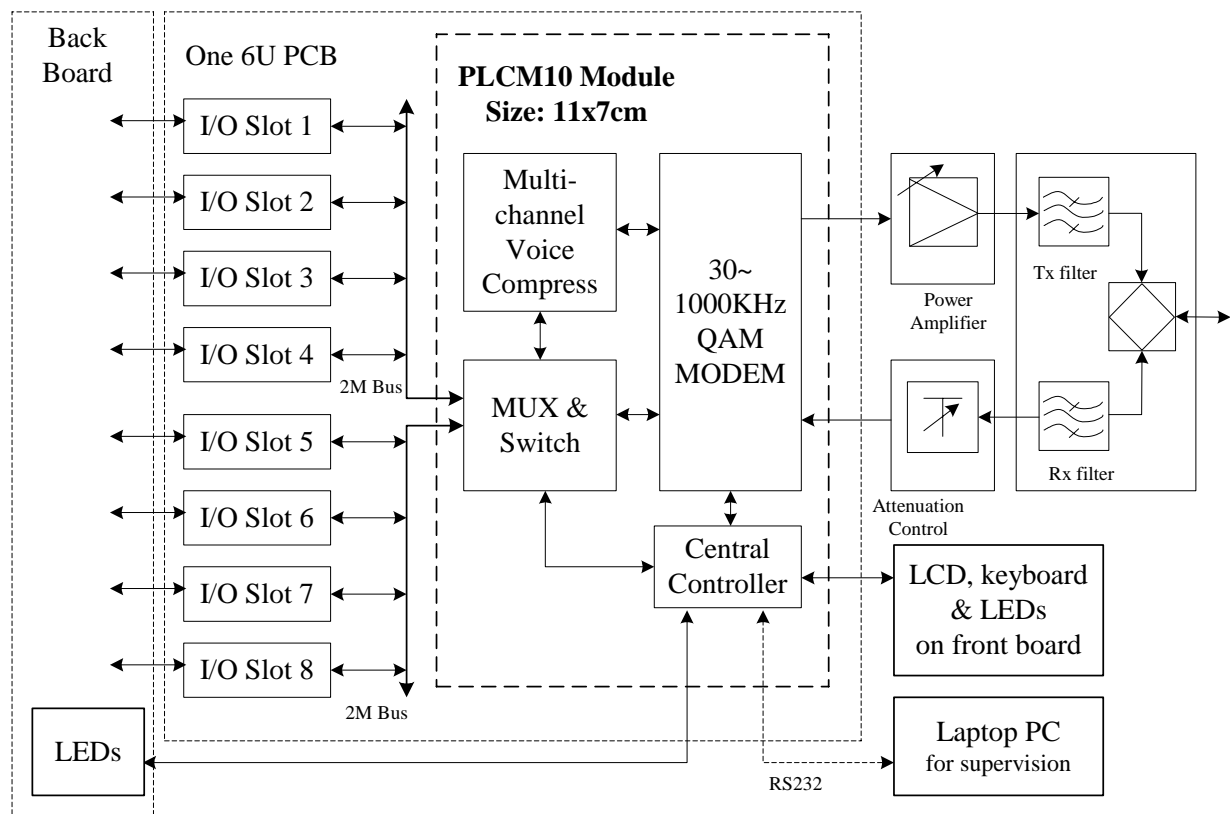 Back
Board
One 6U PCB
PLCM10 Module
Size: 11x7cm
I/O Slot 1
I/O Slot 2
I/O Slot 3
I/O Slot 4
2M Bus
I/O Slot 5
I/O Slot 6
I/O Slot 7
I/O Slot 8
2M Bus
LEDs
Multi-
channel
Voice
Compress
MUX &
Switch
30~
1000KHz
QAM
MODEM
Central
Controller
Power
Amplifier
Tx filter
Attenuation
Control
Rx filter
LCD, keyboard
& LEDs
on front board
Laptop PC
for supervision
RS232